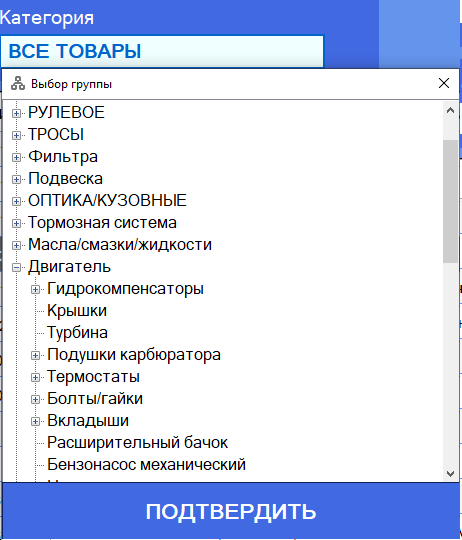 Категория
ВСЕ ТОВАРЫ
Выбор группы
РУЛЕВОЕ
ТРОСЫ
Фильтра
Подвеска
ОПТИКА/КУЗОВНЫЕ
Тормозная система
Масла/смазки/жидкости
Двигатель
Гидрокомпенсаторы
Крышки
Турбина
Подушки карбюратора
Термостаты
Болты/гайки
Вкладыши
Расширительный бачок
Бензонасос механический
ПОДТВЕРДИТЬ